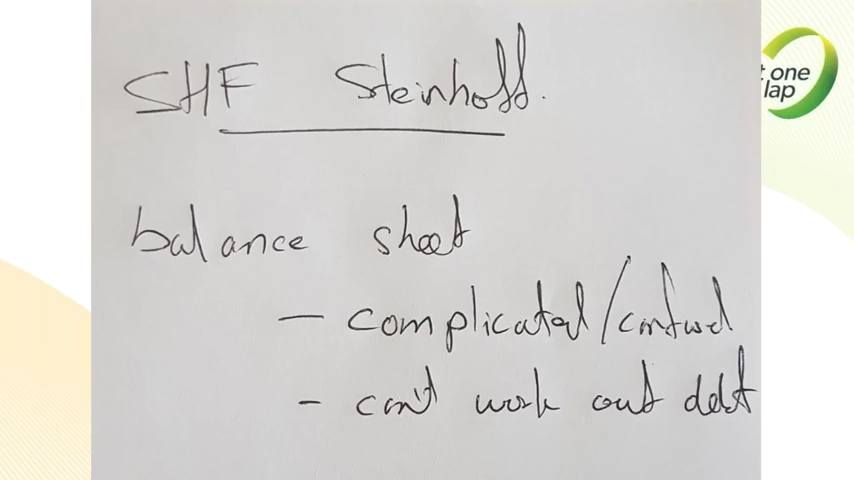 SHF Steinhoff.
balance sheet
- complicated/confused
- can't work out debt
t one
lap